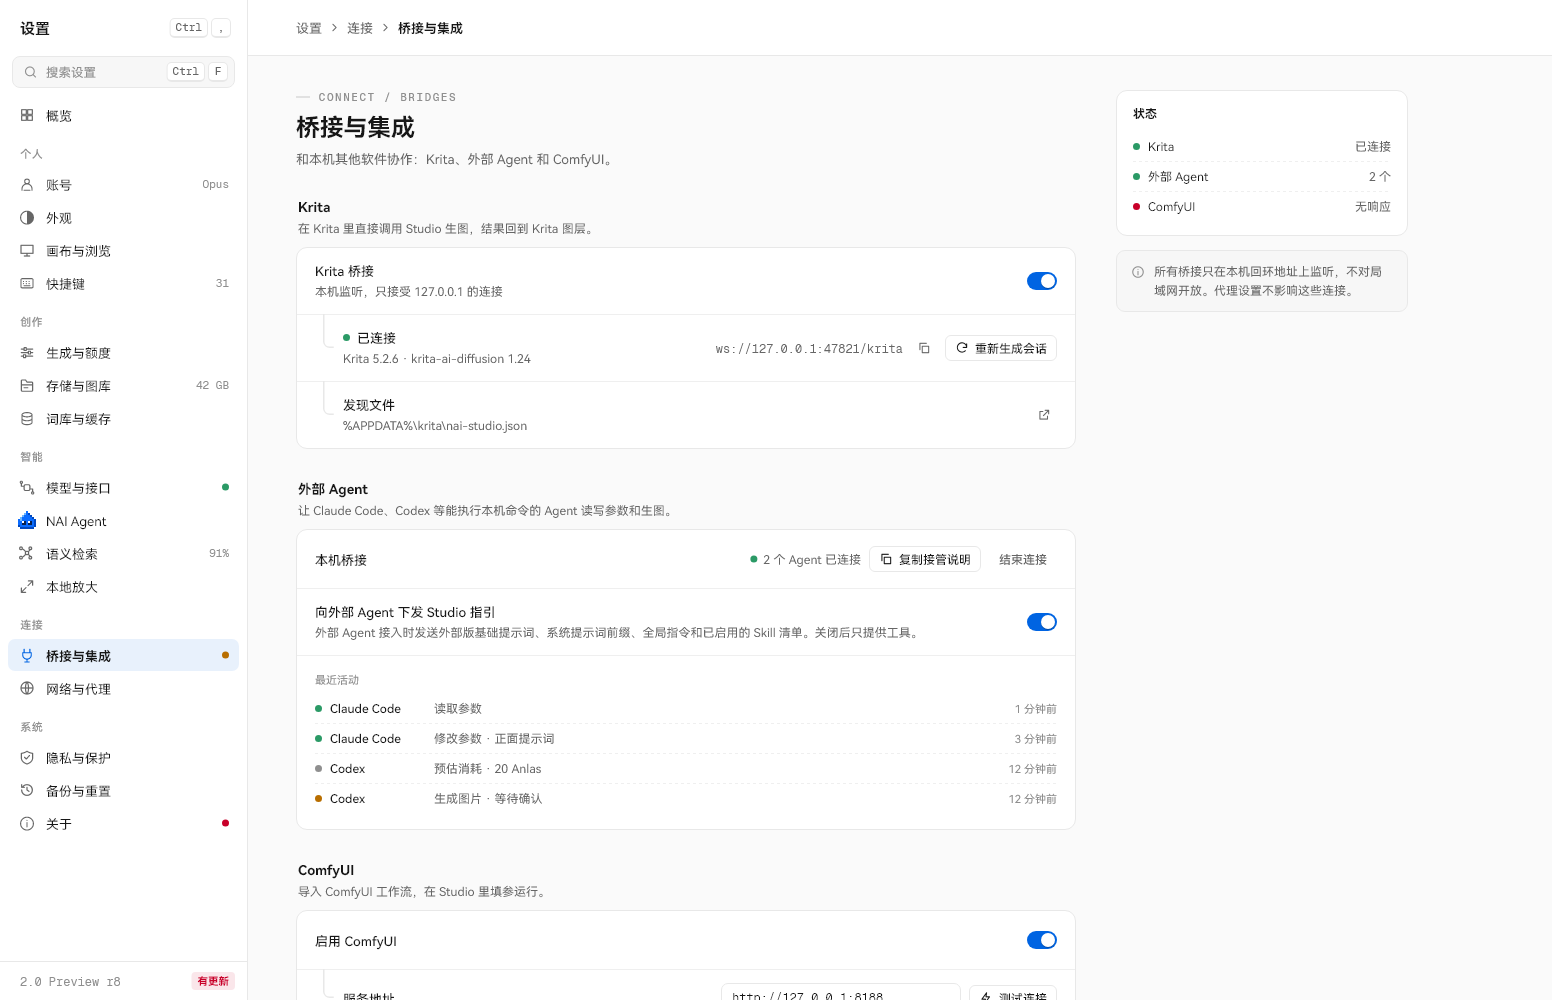 设置 Ctrl ,
搜索设置 Ctrl F
概览
个人
账号 Opus
外观
画布与浏览
快捷键 31
创作
生成与额度
存储与图库 42 GB
词库与缓存
智能
模型与接口
NAI Agent
语义检索 91%
本地放大
连接
桥接与集成
网络与代理
系统
隐私与保护
备份与重置
关于
2.0 Preview r8 有更新
设置 > 连接 > 桥接与集成
CONNECT / BRIDGES
桥接与集成
和本机其他软件协作：Krita、外部 Agent 和 ComfyUI。
Krita
在 Krita 里直接调用 Studio 生图，结果回到 Krita 图层。
Krita 桥接
本机监听，只接受 127.0.0.1 的连接
已连接
Krita 5.2.6 · krita-ai-diffusion 1.24
ws://127.0.0.1:47821/krita 重新生成会话
发现文件
%APPDATA%\krita\nai-studio.json
外部 Agent
让 Claude Code、Codex 等能执行本机命令的 Agent 读写参数和生图。
本机桥接 2 个 Agent 已连接 复制接管说明 结束连接
向外部 Agent 下发 Studio 指引
外部 Agent 接入时发送外部版基础提示词、系统提示词前缀、全局指令和已启用的 Skill 清单。关闭后只提供工具。
最近活动
Claude Code 读取参数 1 分钟前
Claude Code 修改参数 · 正面提示词 3 分钟前
Codex 预估消耗 · 20 Anlas 12 分钟前
Codex 生成图片 · 等待确认 12 分钟前
ComfyUI
导入 ComfyUI 工作流，在 Studio 里填参运行。
启用 ComfyUI
服务地址 http://127.0.0.1:8188 测试连接
状态
Krita 已连接
外部 Agent 2 个
ComfyUI 无响应
所有桥接只在本机回环地址上监听，不对局
域网开放。代理设置不影响这些连接。